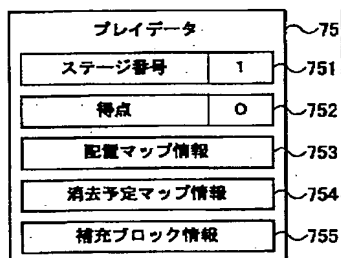 プレイデータ 75
ステージ番号 1 751
得点 0 752
配置マップ情報 753
消去予定マップ情報 754
補充ブロック情報 755